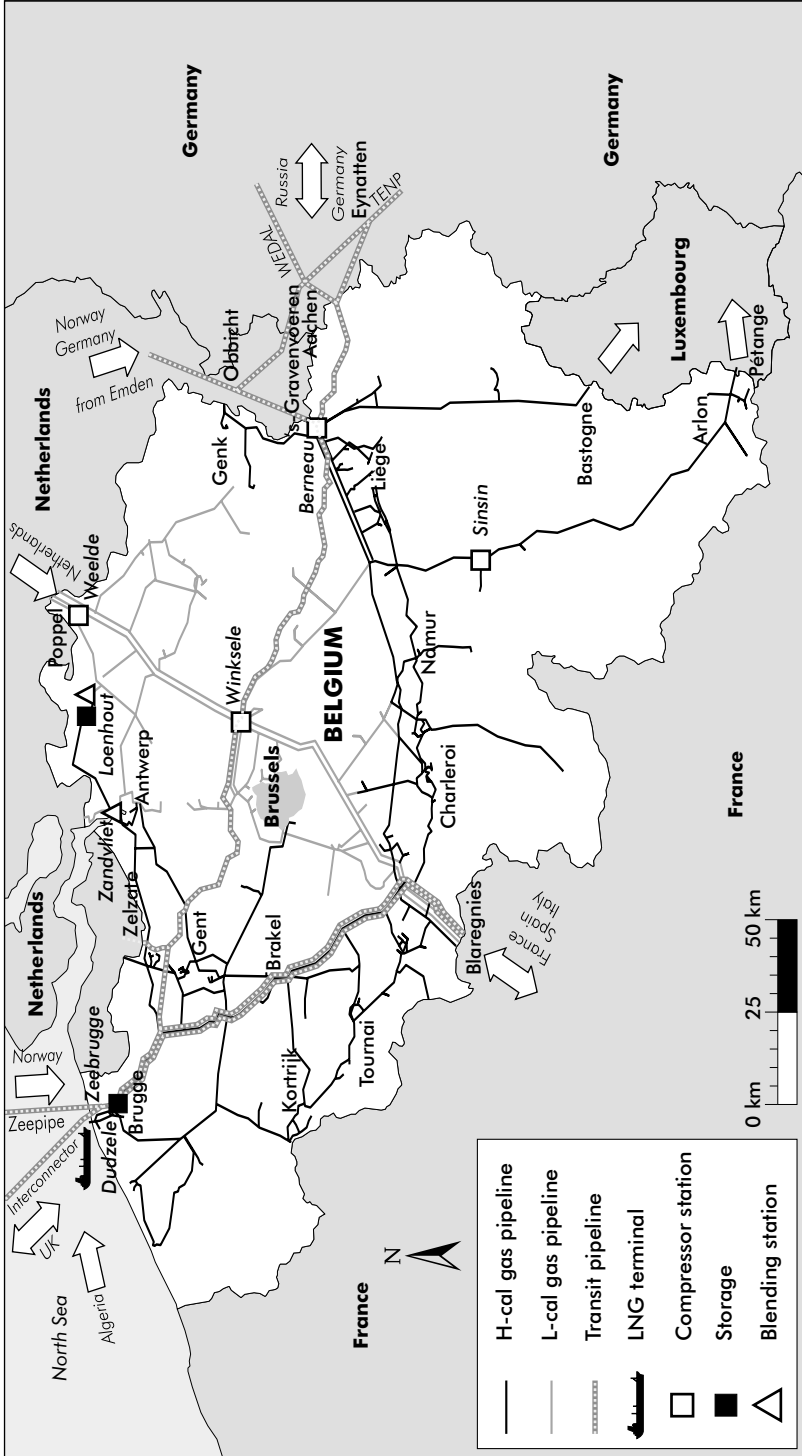 North Sea
UK
Interconnector
Algeria
Zeepipe
Norway
Netherlands
Netherlands
Netherlands
Norway
Germany
from Emden
Germany
Dudzele
Zeebrugge
Brugge
Zelzate
Zandvliet
Antwerp
Loenhout
Poppel
Weelde
Gent
Brakel
Kortrijk
Tournai
Brussels
Winksele
BELGIUM
Genk
Obbicht
's Gravenvoeren
Aachen
Berneau
Liège
WEDAL
Russia
Germany
Eynatten
TENP
Blaregnies
France
Spain
Italy
Charleroi
Namur
Sinsin
Bastogne
Arlon
Luxembourg
Pétange
Germany
France
France
N
0 km
25
50 km
H-cal gas pipeline
L-cal gas pipeline
Transit pipeline
LNG terminal
Compressor station
Storage
Blending station